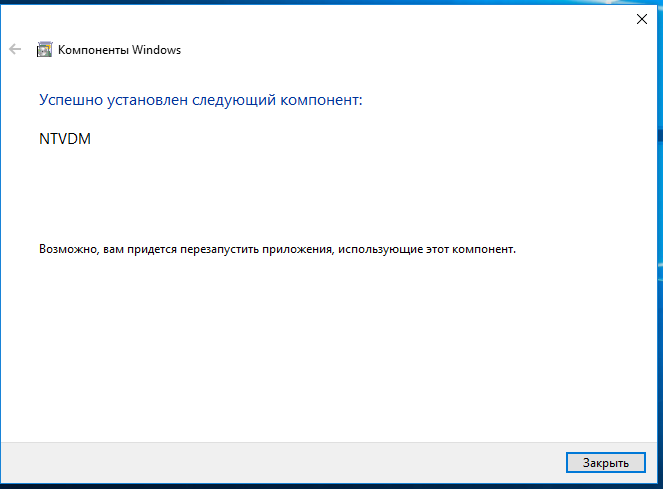 Компоненты Windows
Успешно установлен следующий компонент:
NTVDM
Возможно, вам придется перезапустить приложения, использующие этот компонент.
Закрыть